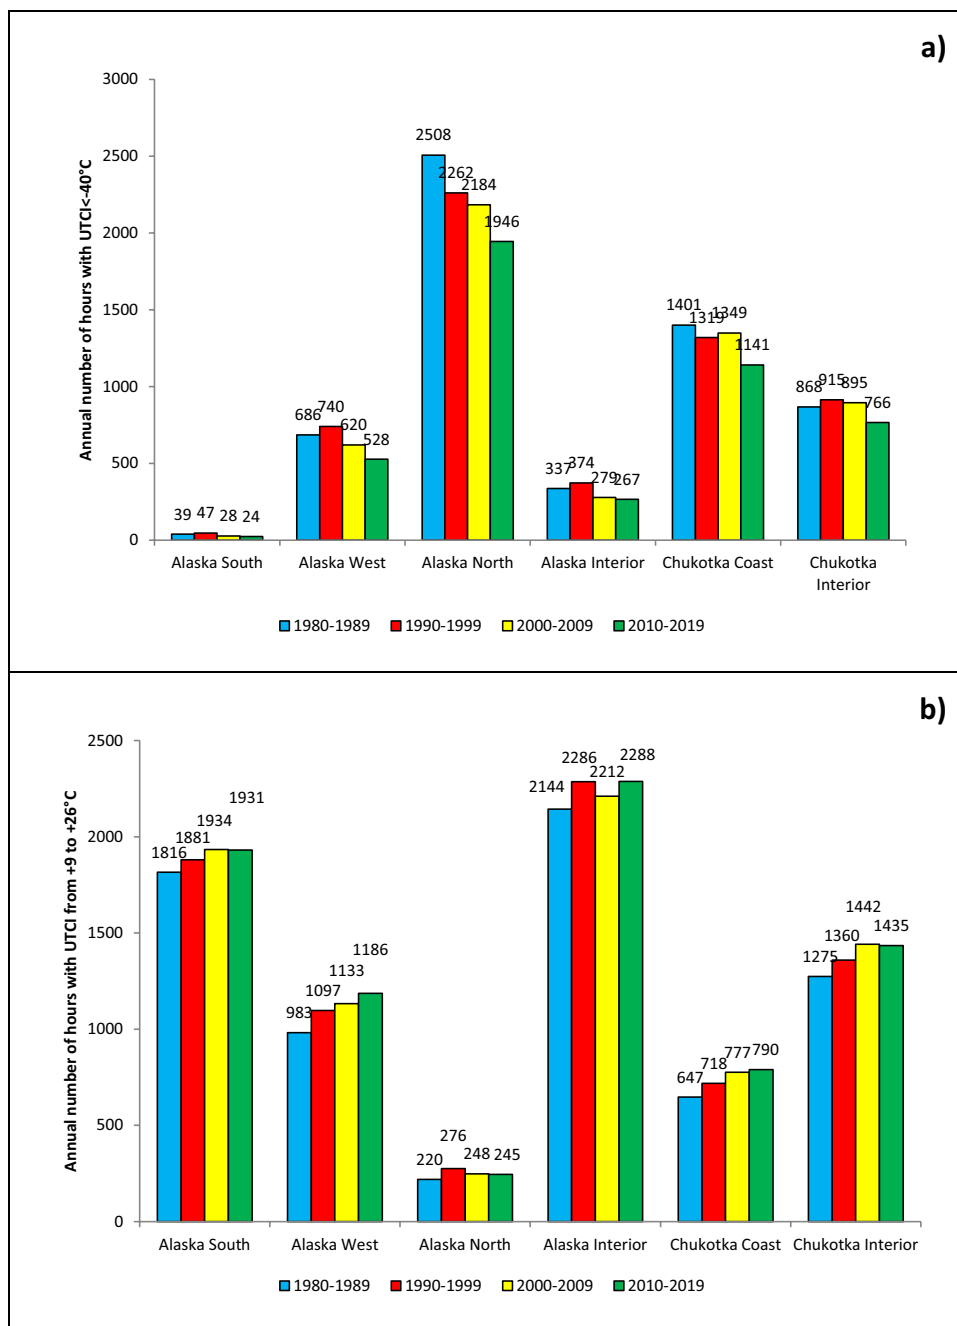 a)
Annual number of hours with UTCI<-40°C
3000
2500
2000
1500
1000
500
0
39 47 28 24
686 740 620 528
2508 2262 2184 1946
337 374 279 267
1401 1319 1349 1141
868 915 895 766
Alaska South
Alaska West
Alaska North
Alaska Interior
Chukotka Coast
Chukotka
Interior
1980-1989 1990-1999 2000-2009 2010-2019
b)
Annual number of hours with UTCI from +9 to +26°C
2500
2000
1500
1000
500
0
1816 1881 1934 1931
983 1097 1133 1186
220 276 248 245
2144 2286 2212 2288
647 718 777 790
1275 1360 1442 1435
Alaska South
Alaska West
Alaska North
Alaska Interior
Chukotka Coast
Chukotka Interior
1980-1989 1990-1999 2000-2009 2010-2019